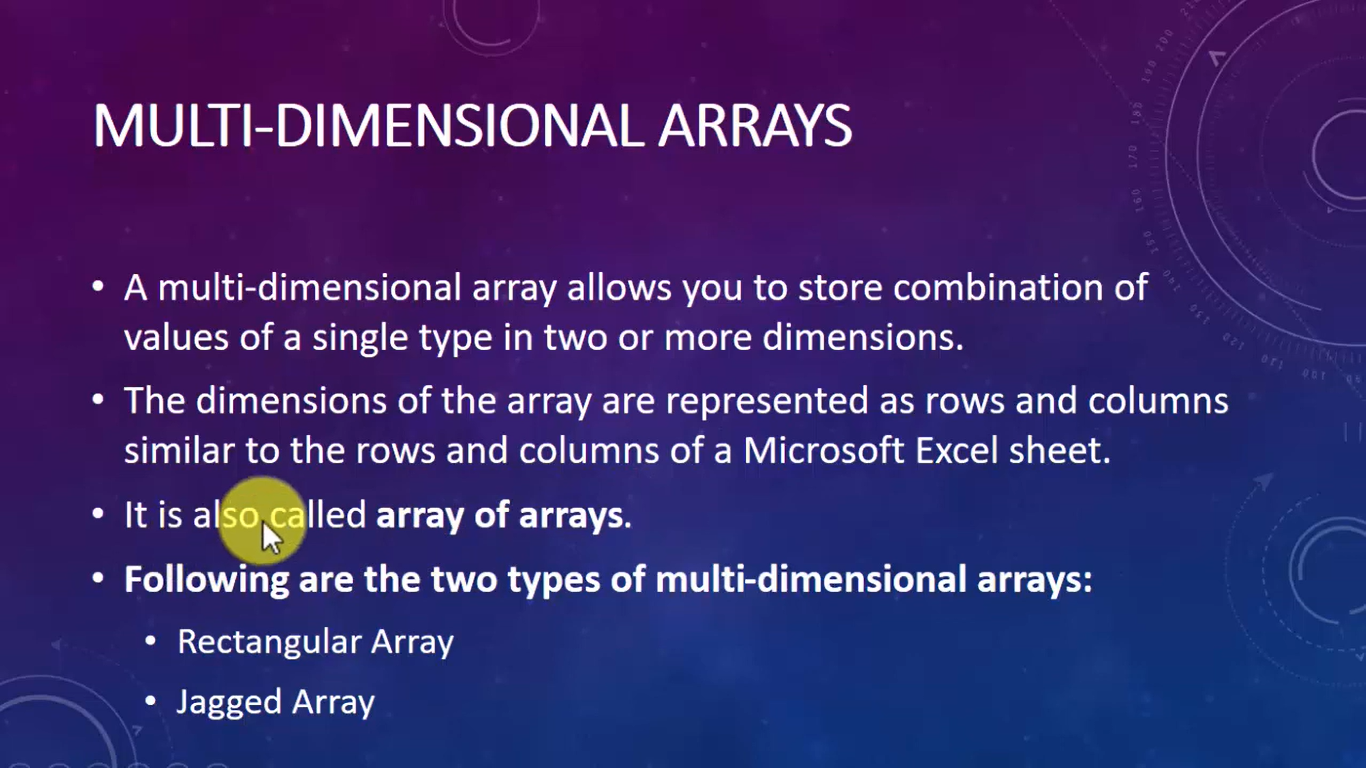 MULTI-DIMENSIONAL ARRAYS
• A multi-dimensional array allows you to store combination of
values of a single type in two or more dimensions.
• The dimensions of the array are represented as rows and columns
similar to the rows and columns of a Microsoft Excel sheet.
• It is also called array of arrays.
• Following are the two types of multi-dimensional arrays:
• Rectangular Array
• Jagged Array